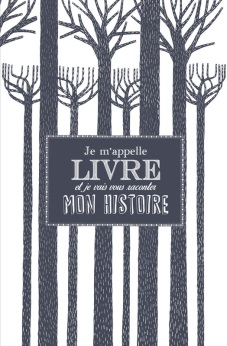 Je m'appelle
LIVRE
et je vais vous raconter
MON HISTOIRE